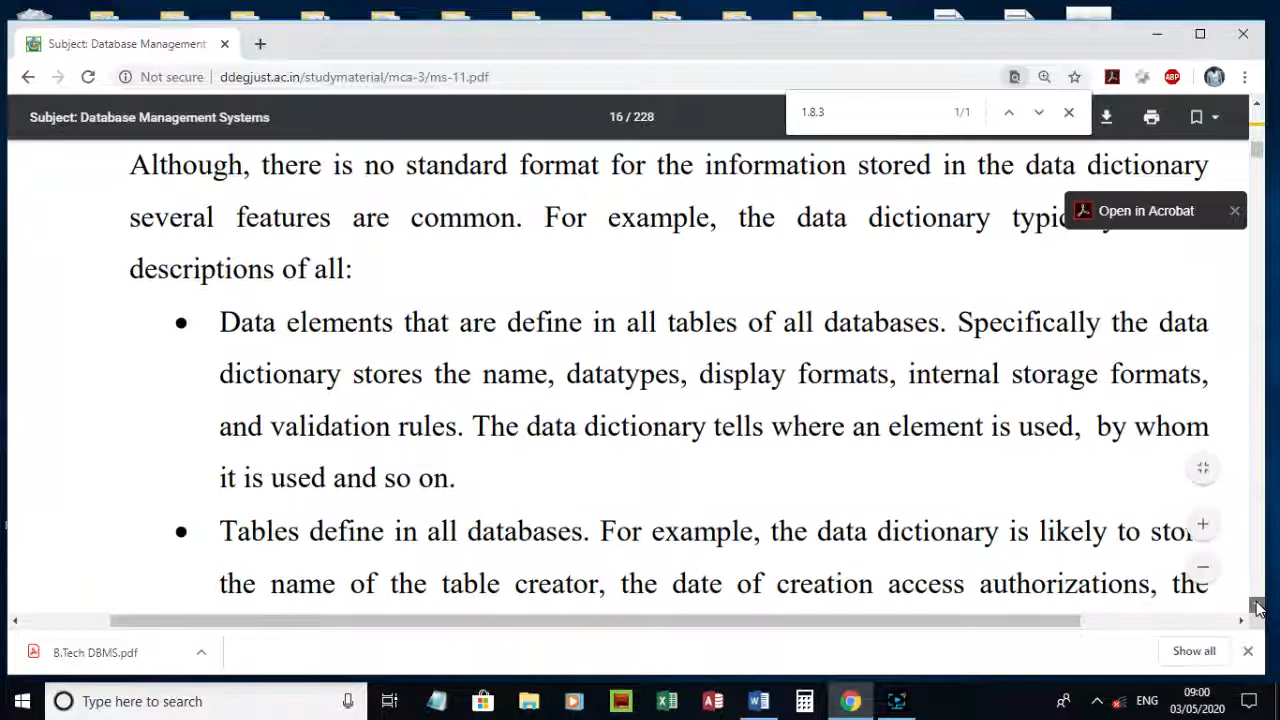 Subject: Database Management
Not secure
ddegjust.ac.in/studymaterial/mca-3/ms-11.pdf
ABP
Subject: Database Management Systems
16 / 228
1.8.3
1/1
Although, there is no standard format for the information stored in the data dictionary
several features are common. For example, the data dictionary
Open in Acrobat
descriptions of all:
• Data elements that are define in all tables of all databases. Specifically the data
dictionary stores the name, datatypes, display formats, internal storage formats,
and validation rules. The data dictionary tells where an element is used, by whom
it is used and so on.
• Tables define in all databases. For example, the data dictionary is likely to
the name of the table creator, the date of creation access authorizations, the
B.Tech DBMS.pdf
Show all
Type here to search
ENG
09:00
03/05/2020